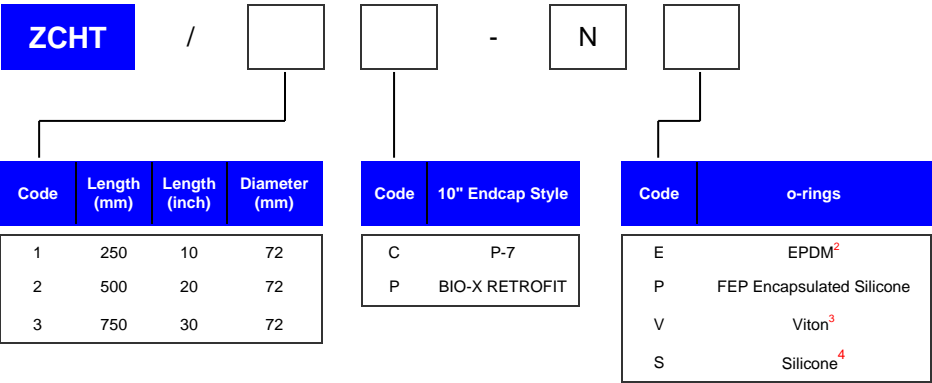 ZCHT / - N
Code Length (mm) Length (inch) Diameter (mm)
1 250 10 72
2 500 20 72
3 750 30 72
Code 10" Endcap Style
C P-7
P BIO-X RETROFIT
Code o-rings
E EPDM2
P FEP Encapsulated Silicone
V Viton3
S Silicone4